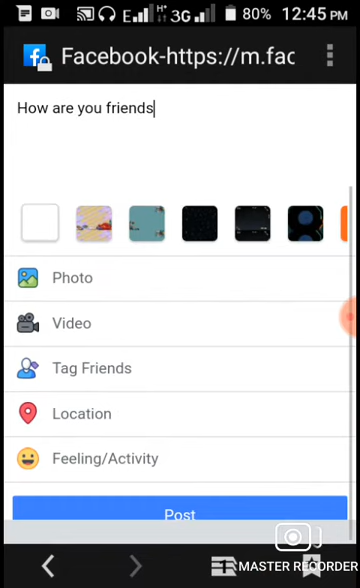 E H+ 3G 80% 12:45 PM
Facebook-https://m.fac
How are you friends
Photo
Video
Tag Friends
Location
Feeling/Activity
Post
MASTER RECORDER